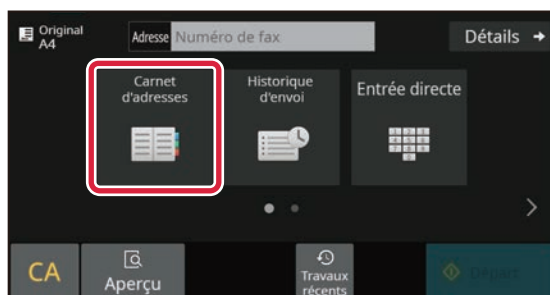 Original
A4
Adresse Numéro de fax
Détails
Carnet
d'adresses
Historique
d'envoi
Entrée directe
CA
Aperçu
Travaux
récents
Départ